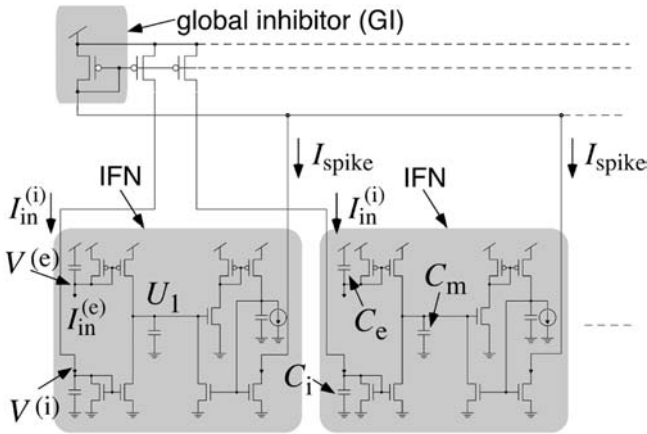 global inhibitor (GI)
I_spike
I_spike
IFN
IFN
I_in^(i)
I_in^(i)
V^(e)
U_1
C_m
I_in^(e)
C_e
C_i
V^(i)